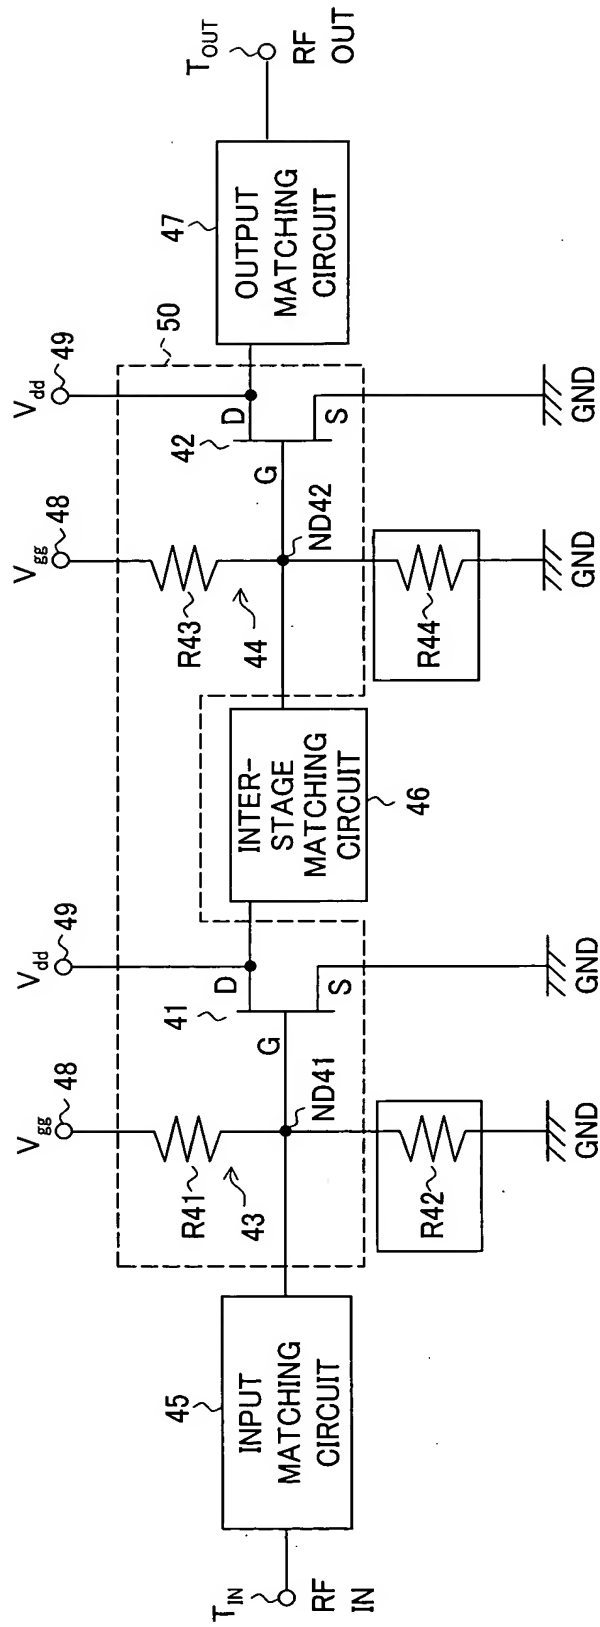 T_IN
RF
IN
45
INPUT
MATCHING
CIRCUIT
V_gg
48
R41
43
ND41
R42
GND
G
41
D
S
V_dd
49
GND
INTER-
STAGE
MATCHING
CIRCUIT
46
V_gg
48
R43
44
ND42
R44
GND
G
42
D
S
V_dd
49
GND
50
47
OUTPUT
MATCHING
CIRCUIT
T_OUT
RF
OUT